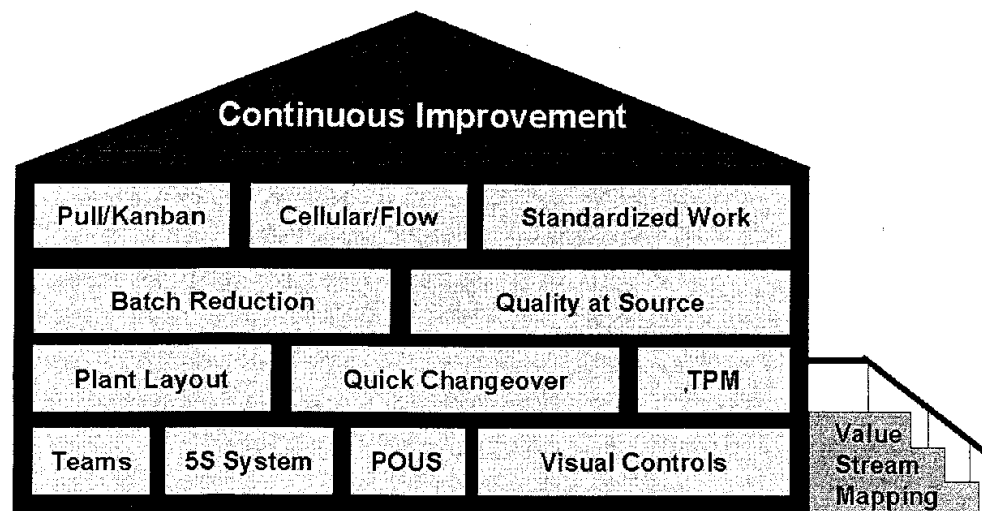 Continuous Improvement
Pull/Kanban Cellular/Flow Standardized Work
Batch Reduction Quality at Source
Plant Layout Quick Changeover TPM
Teams 5S System POUS Visual Controls
Value
Stream
Mapping